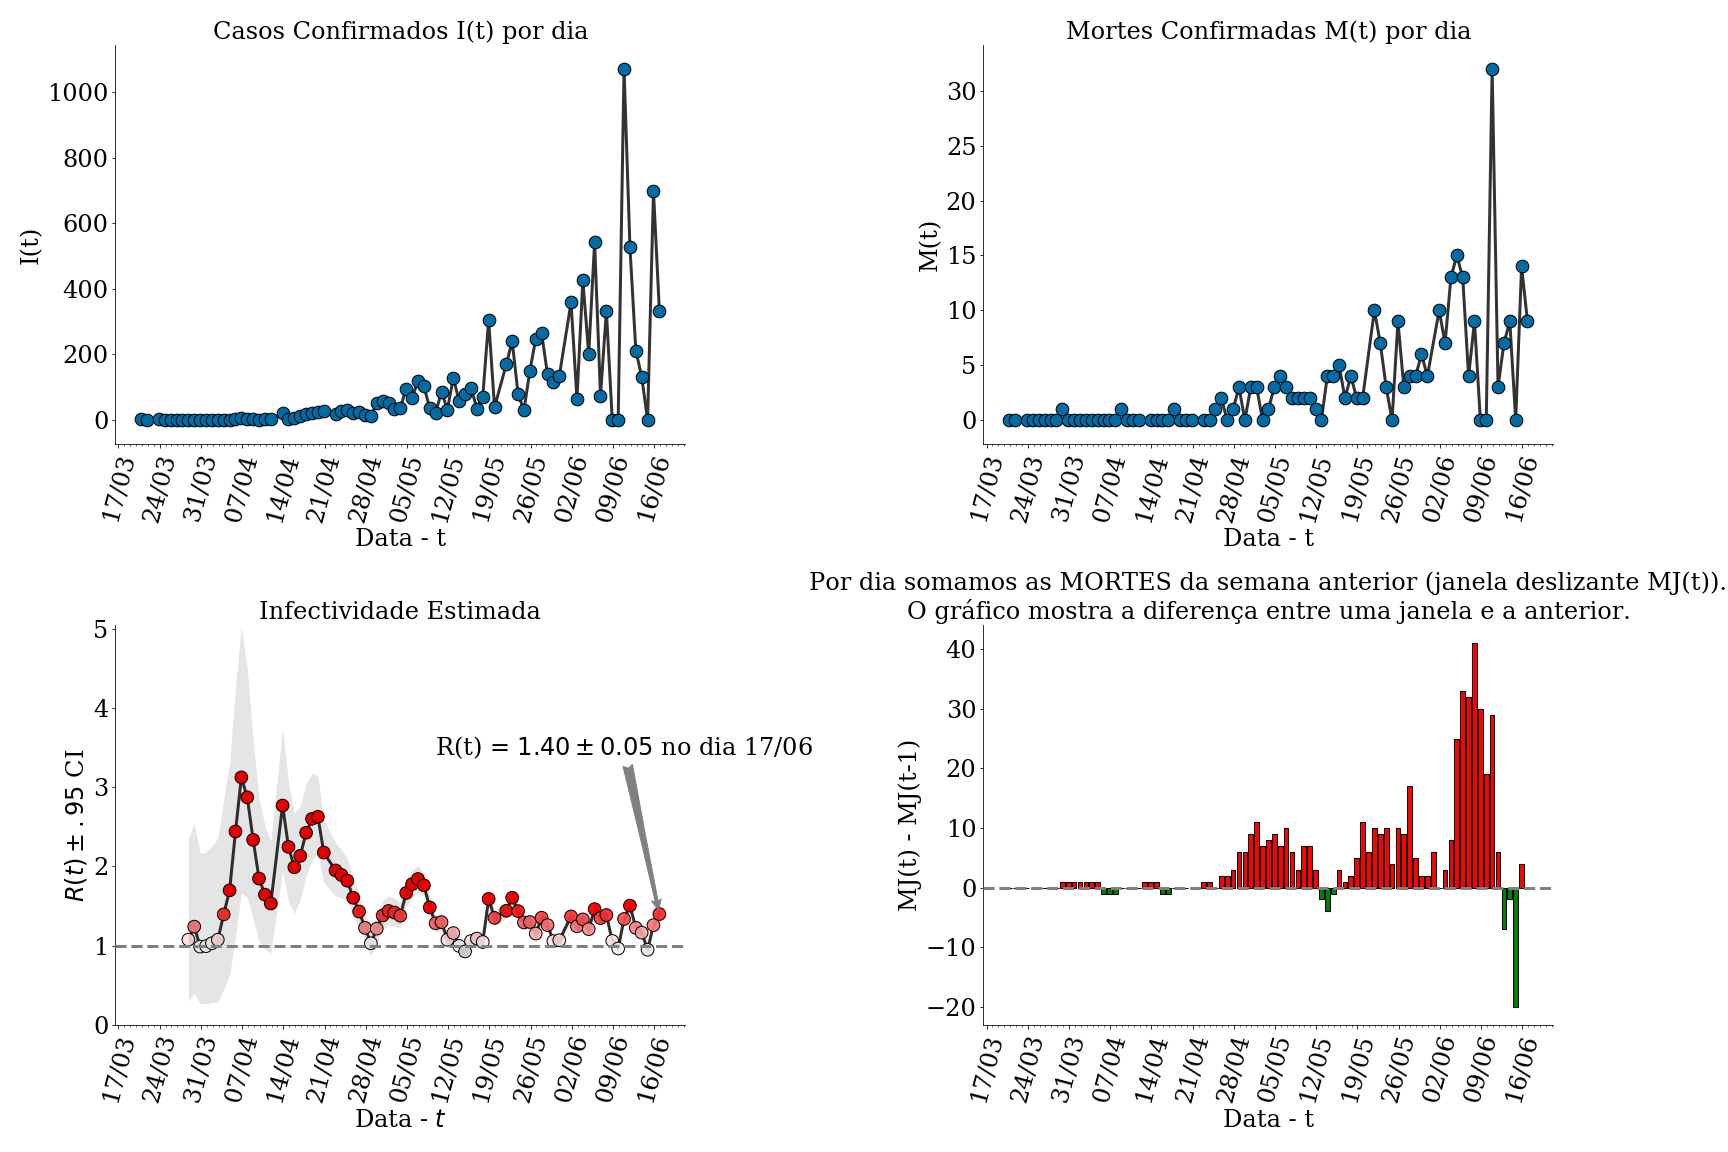 Casos Confirmados I(t) por dia
I(t)
1000
800
600
400
200
0
17/03 24/03 31/03 07/04 14/04 21/04 28/04 05/05 12/05 19/05 26/05 02/06 09/06 16/06
Data - t
Mortes Confirmadas M(t) por dia
M(t)
30
25
20
15
10
5
0
17/03 24/03 31/03 07/04 14/04 21/04 28/04 05/05 12/05 19/05 26/05 02/06 09/06 16/06
Data - t
Infectividade Estimada
R(t) ± .95 CI
5
4
3
2
1
0
R(t) = 1.40 ± 0.05 no dia 17/06
17/03 24/03 31/03 07/04 14/04 21/04 28/04 05/05 12/05 19/05 26/05 02/06 09/06 16/06
Data - t
Por dia somamos as MORTES da semana anterior (janela deslizante MJ(t)).
O gráfico mostra a diferença entre uma janela e a anterior.
MJ(t) - MJ(t-1)
40
30
20
10
0
−10
−20
17/03 24/03 31/03 07/04 14/04 21/04 28/04 05/05 12/05 19/05 26/05 02/06 09/06 16/06
Data - t